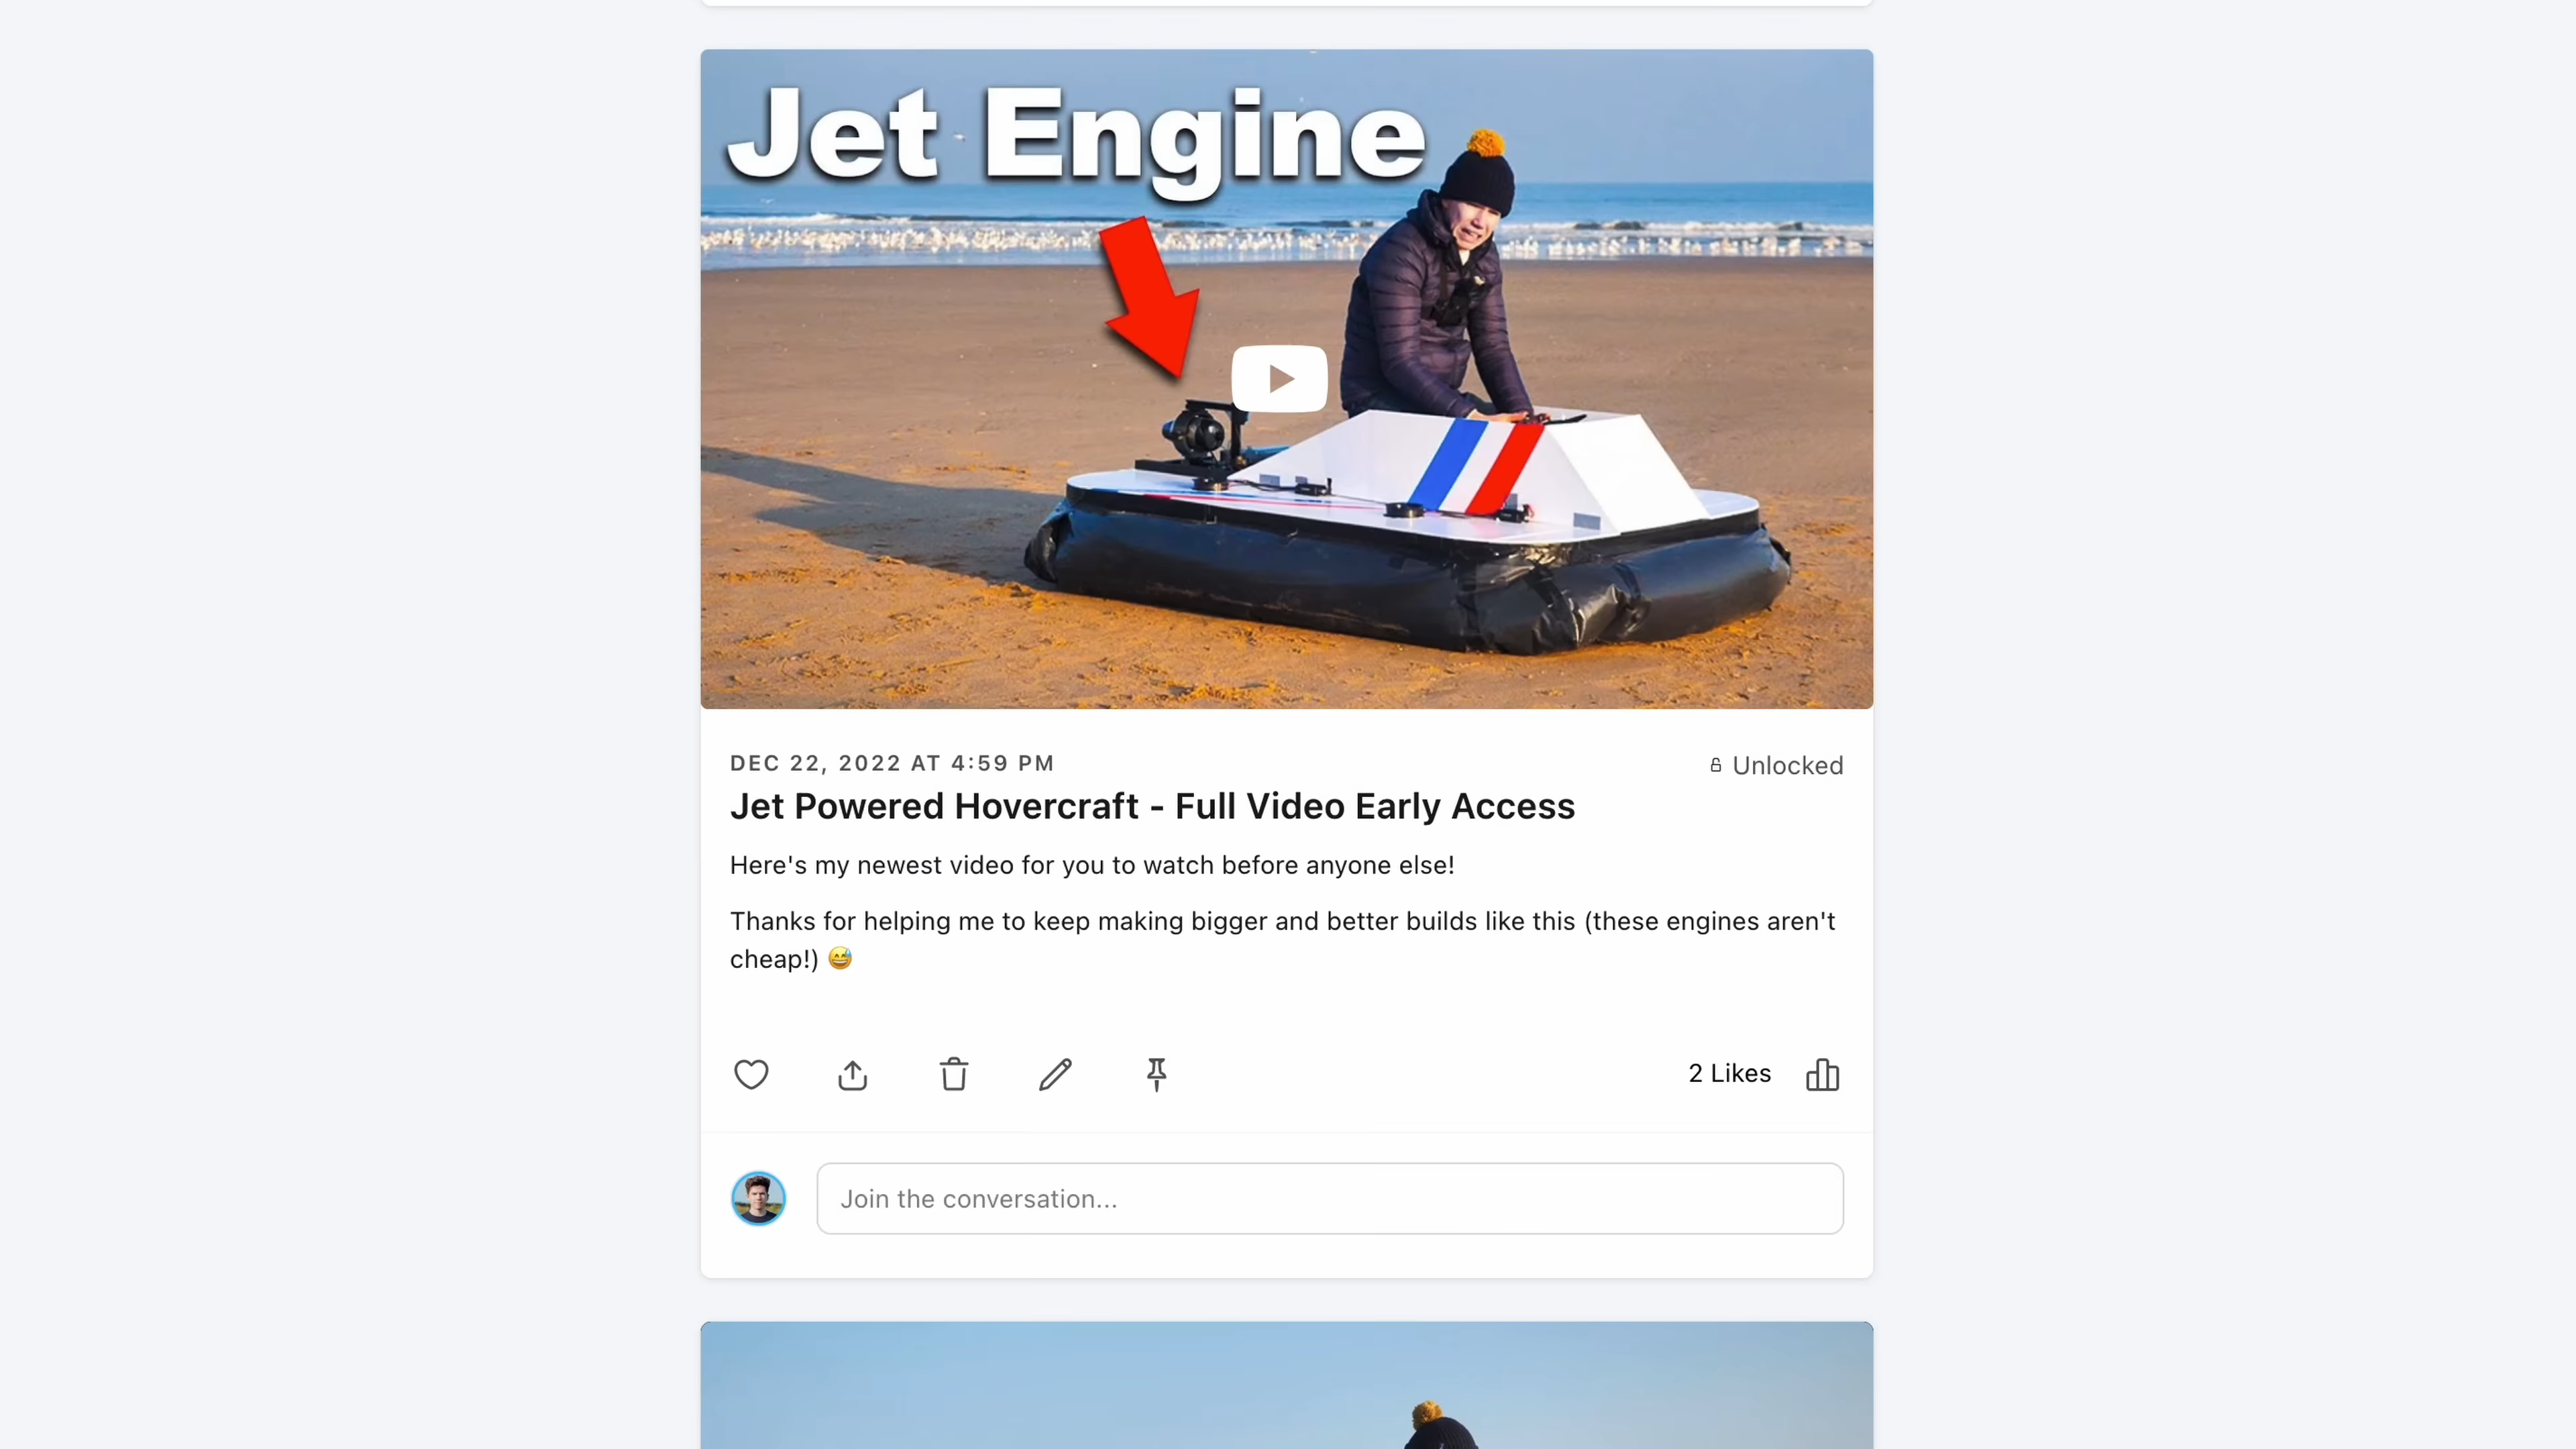 Jet Engine
DEC 22, 2022 AT 4:59 PM
Unlocked
Jet Powered Hovercraft - Full Video Early Access
Here's my newest video for you to watch before anyone else!
Thanks for helping me to keep making bigger and better builds like this (these engines aren't
cheap!) 😅
2 Likes
Join the conversation...